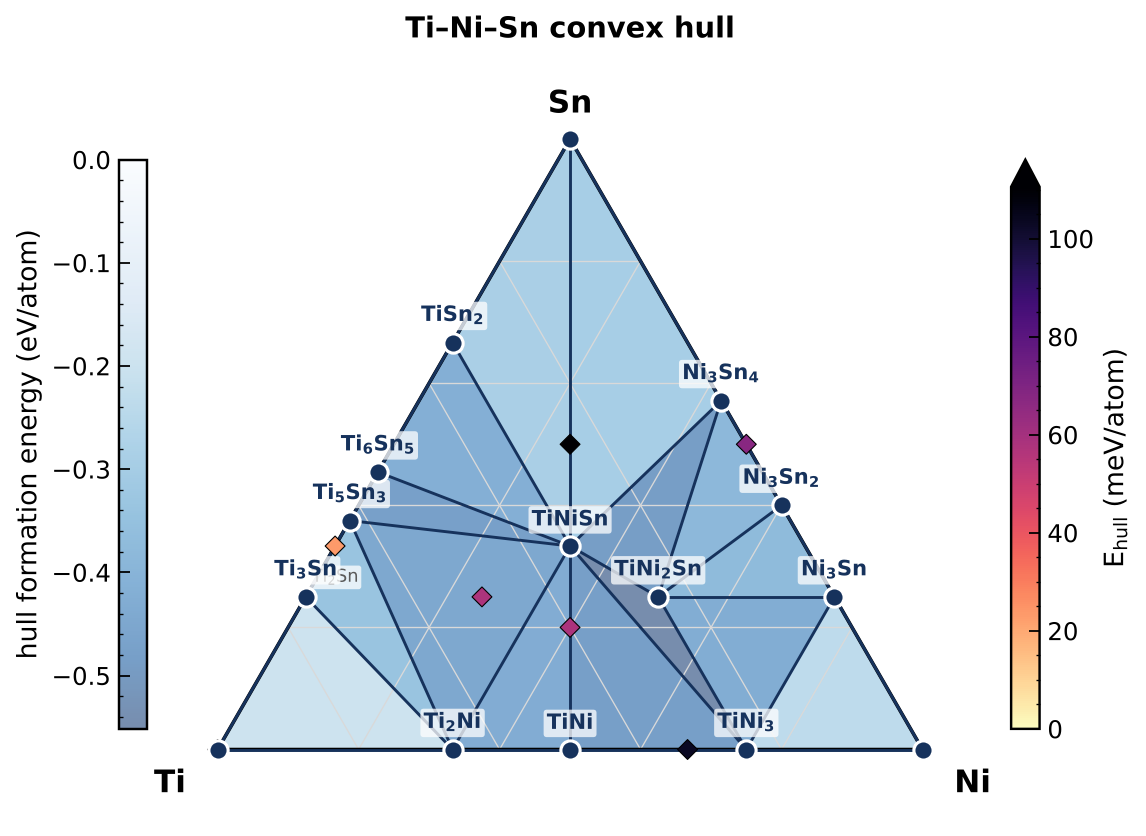 Ti–Ni–Sn convex hull
Sn
0.0
−0.1
−0.2
−0.3
−0.4
−0.5
hull formation energy (eV/atom)
TiSn₂
Ni₃Sn₄
Ti₆Sn₅
Ni₃Sn₂
Ti₅Sn₃
TiNiSn
Ti₃Sn
Ti₂Sn
TiNi₂Sn
Ni₃Sn
Ti₂Ni
TiNi
TiNi₃
Ti
Ni
100
80
60
40
20
0
E_hull (meV/atom)